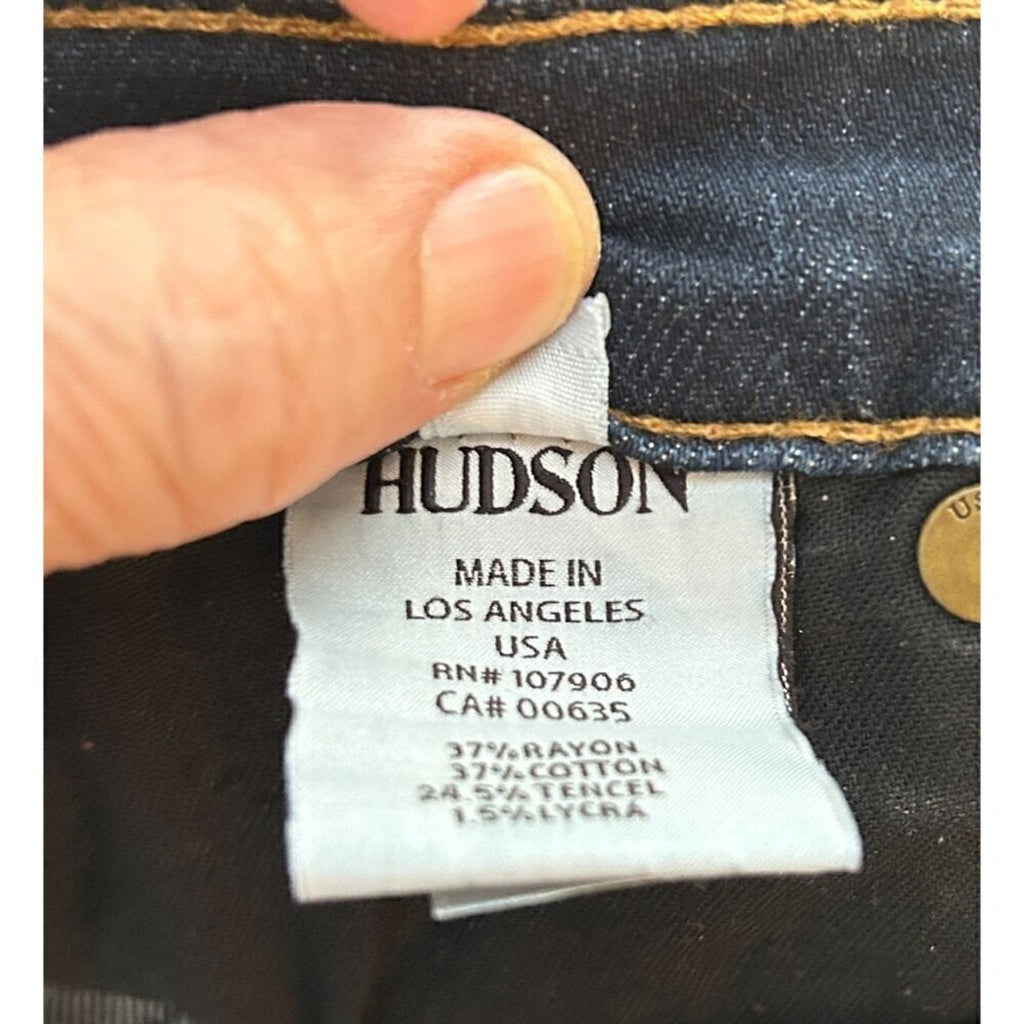 HUDSON
MADE IN
LOS ANGELES
USA
RN# 107906
CA# 00635
37% RAYON
37% COTTON
24.5% TENCEL
1.5% LYCRA
US